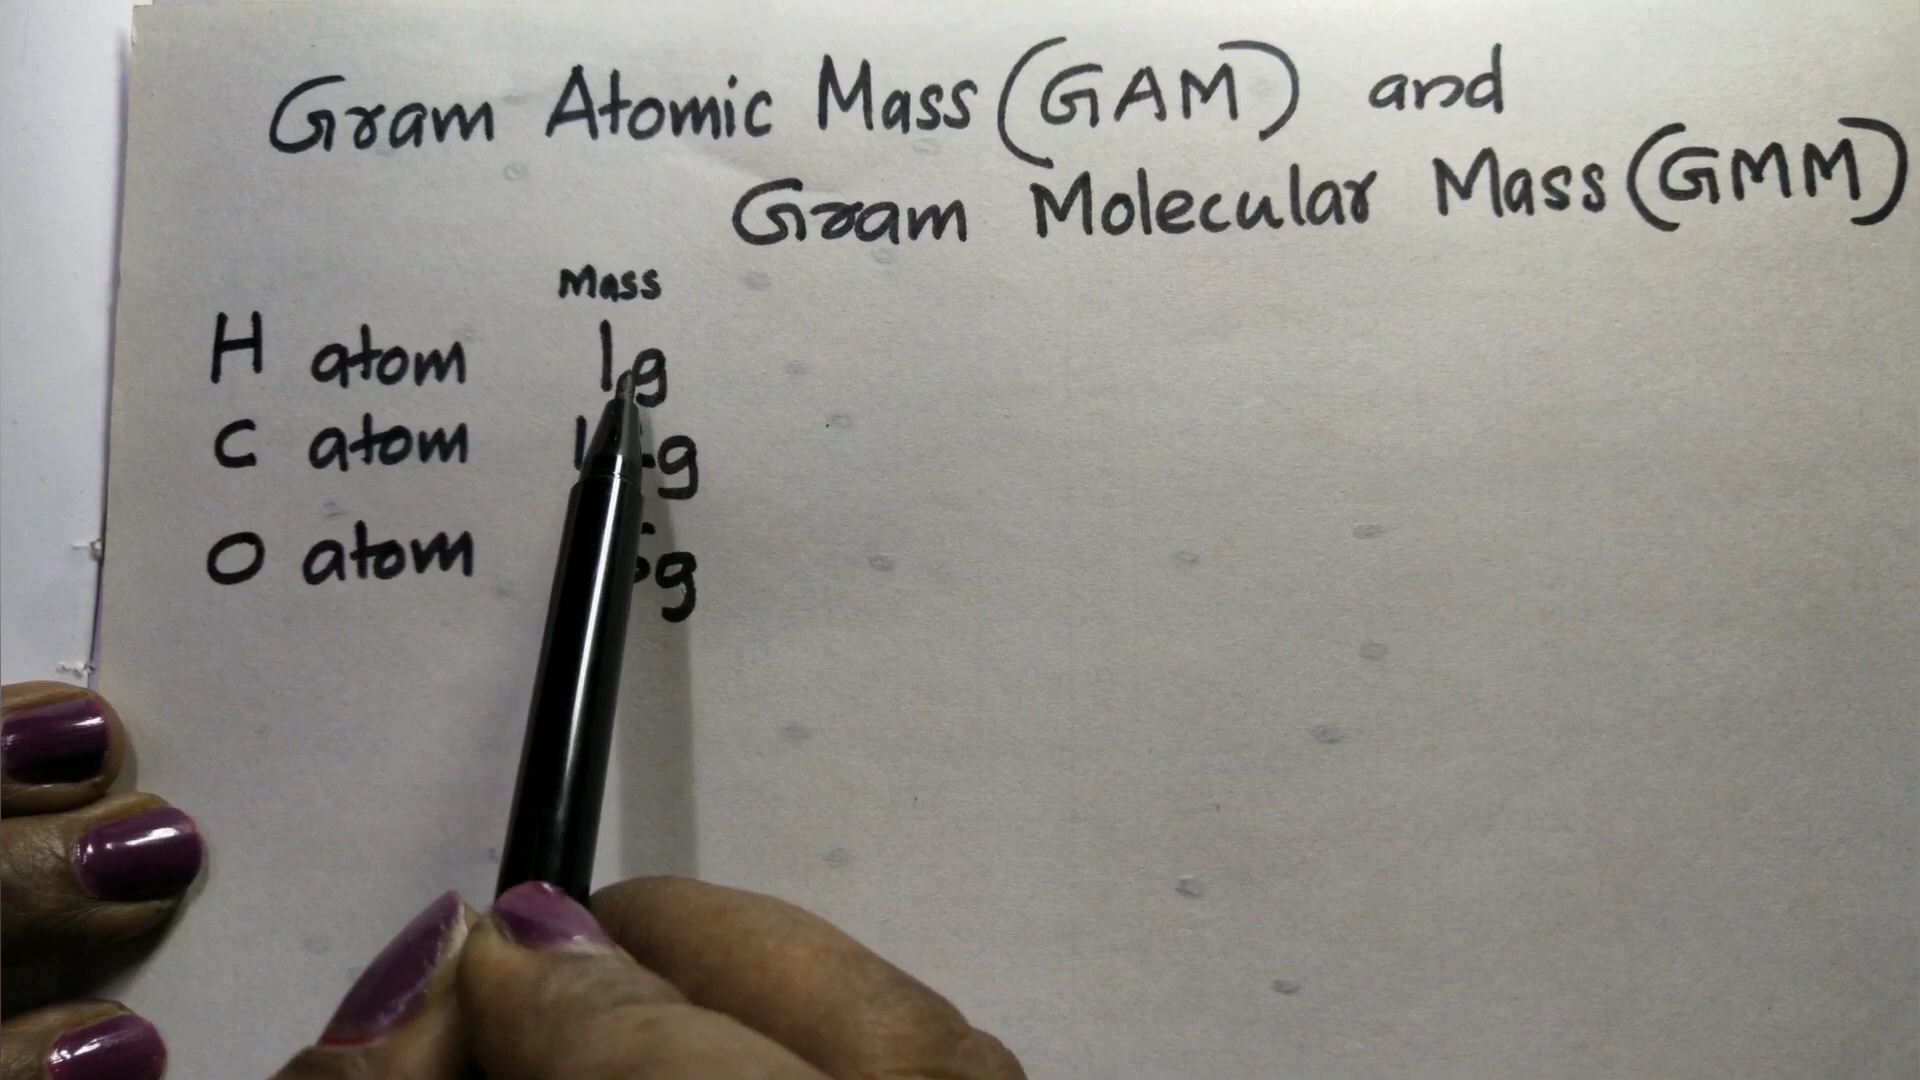 Gram Atomic Mass (GAM) and
Gram Molecular Mass (GMM)
Mass
H atom 1g
C atom
O atom